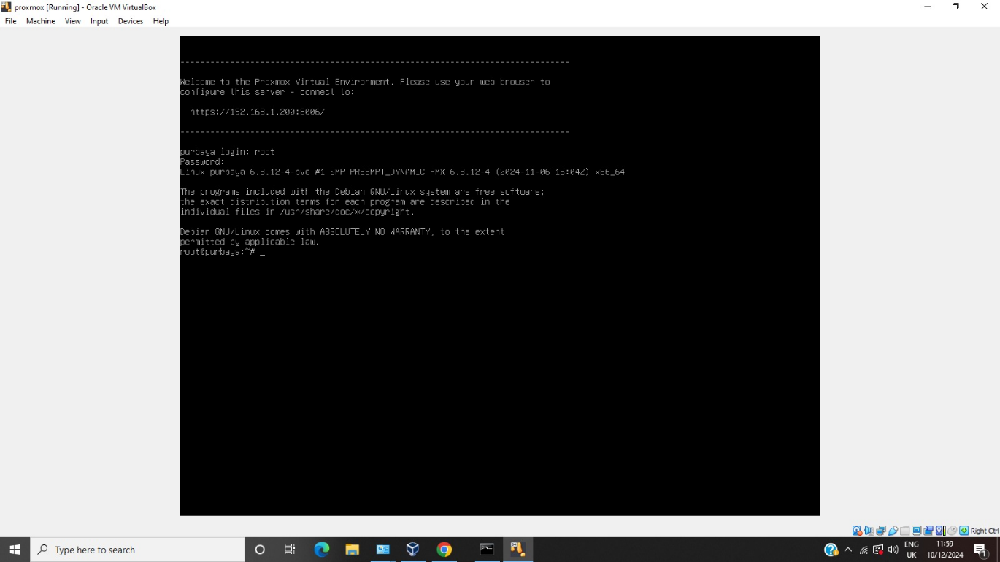 proxmox [Running] - Oracle VM VirtualBox
File Machine View Input Devices Help
--------------------------------------------------------------------------------
Welcome to the Proxmox Virtual Environment. Please use your web browser to
configure this server - connect to:
https://192.168.1.200:8006/
--------------------------------------------------------------------------------
purbaya login: root
Password:
Linux purbaya 6.8.12-4-pve #1 SMP PREEMPT_DYNAMIC PMX 6.8.12-4 (2024-11-06T15:04Z) x86_64
The programs included with the Debian GNU/Linux system are free software;
the exact distribution terms for each program are described in the
individual files in /usr/share/doc/*/copyright.
Debian GNU/Linux comes with ABSOLUTELY NO WARRANTY, to the extent
permitted by applicable law.
root@purbaya:~# _
Right Ctrl
Type here to search
ENG
UK
11:59
10/12/2024
1